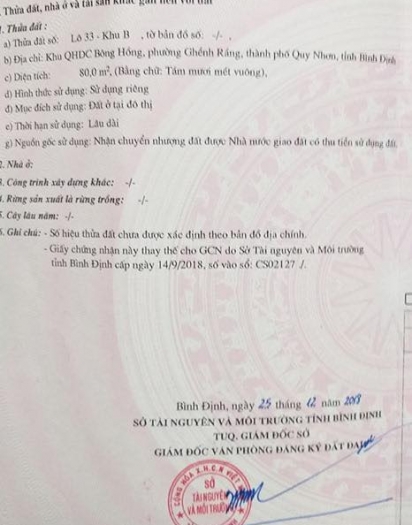 Thửa đất, nhà ở và tài sản khác gắn liền với đất
1. Thửa đất :
a) Thửa đất số: Lô 33 - Khu B , tờ bản đồ số: -/- ,
b) Địa chỉ: Khu QHDC Bông Hồng, phường Ghềnh Ráng, thành phố Quy Nhơn, tỉnh Bình Định
c) Diện tích: 80,0 m², (Bằng chữ: Tám mươi mét vuông),
d) Hình thức sử dụng: Sử dụng riêng
đ) Mục đích sử dụng: Đất ở tại đô thị
e) Thời hạn sử dụng: Lâu dài
g) Nguồn gốc sử dụng: Nhận chuyển nhượng đất được Nhà nước giao đất có thu tiền sử dụng đất.
2. Nhà ở:
3. Công trình xây dựng khác: -/-
4. Rừng sản xuất là rừng trồng: -/-
5. Cây lâu năm: -/-
6. Ghi chú: - Số hiệu thửa đất chưa được xác định theo bản đồ địa chính.
- Giấy chứng nhận này thay thế cho GCN do Sở Tài nguyên và Môi trường
tỉnh Bình Định cấp ngày 14/9/2018, số vào sổ: CS02127 ./.
Bình Định, ngày 25 tháng 12 năm
SỞ TÀI NGUYÊN VÀ MÔI TRƯỜNG TỈNH BÌNH ĐỊNH
TUQ. GIÁM ĐỐC SỞ
GIÁM ĐỐC VĂN PHÒNG ĐĂNG KÝ ĐẤT ĐAI
SỞ
TÀI NGUYÊN
VÀ MÔI TRƯỜNG